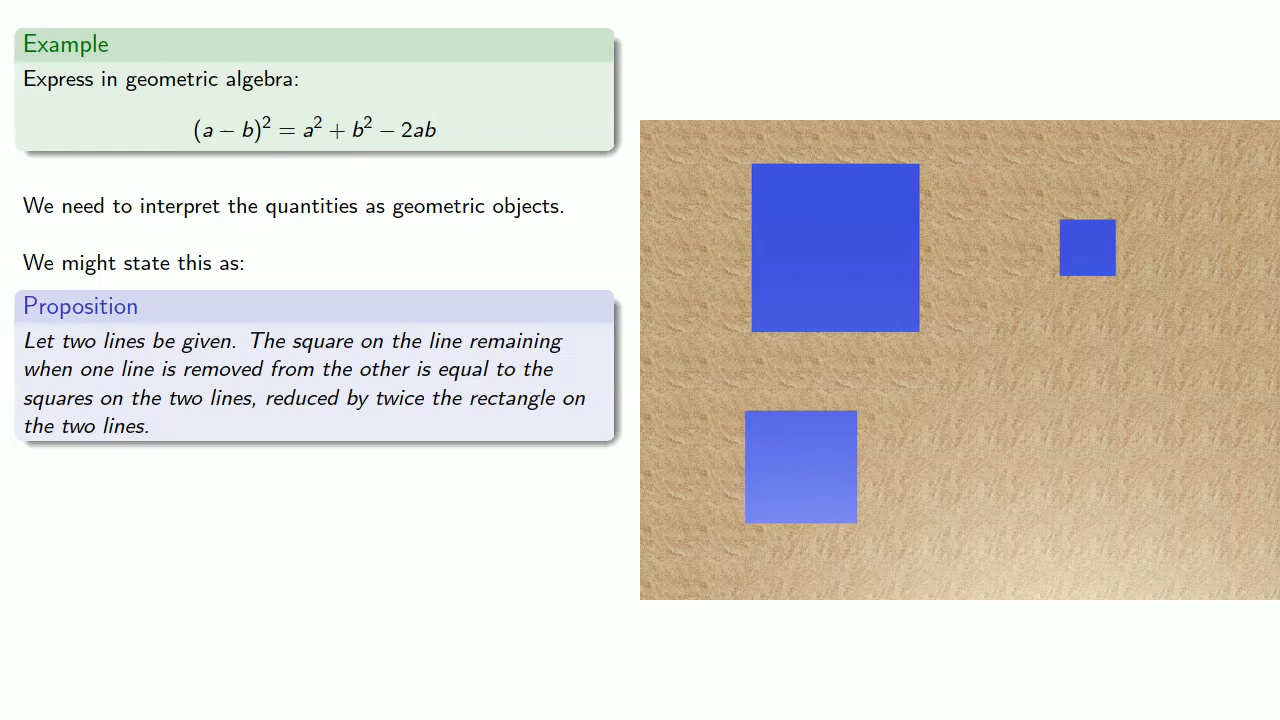 Example
Express in geometric algebra:
(a − b)² = a² + b² − 2ab
We need to interpret the quantities as geometric objects.
We might state this as:
Proposition
Let two lines be given. The square on the line remaining
when one line is removed from the other is equal to the
squares on the two lines, reduced by twice the rectangle on
the two lines.